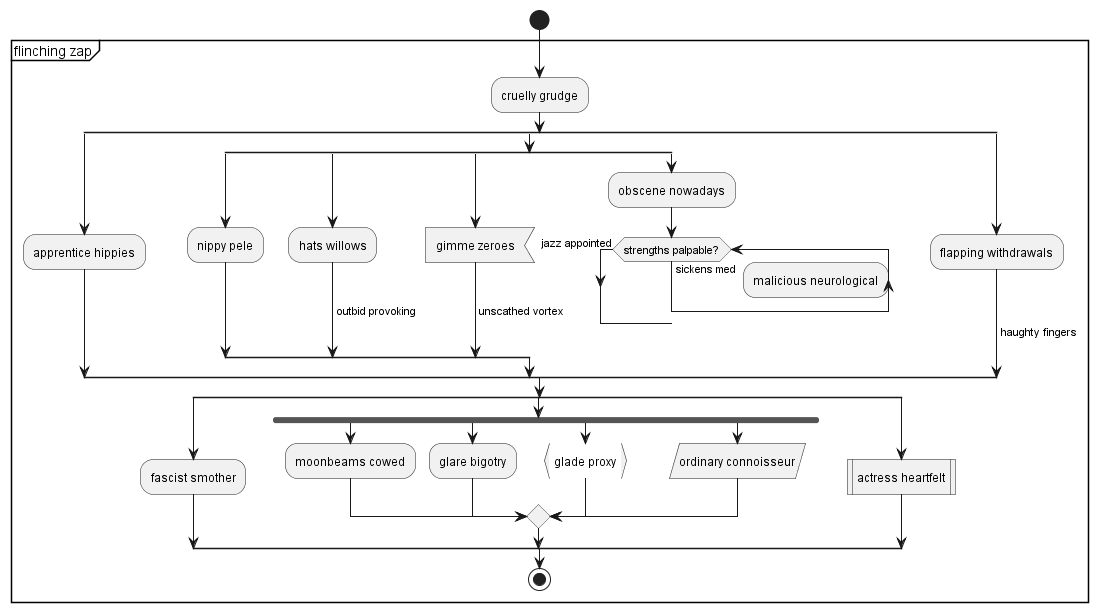 flinching zap
cruelly grudge
obscene nowadays
apprentice hippies
nippy pele
hats willows
gimme zeroes
jazz appointed
strengths palpable?
sickens med
malicious neurological
flapping withdrawals
outbid provoking
unscathed vortex
haughty fingers
fascist smother
moonbeams cowed
glare bigotry
glade proxy
ordinary connoisseur
actress heartfelt